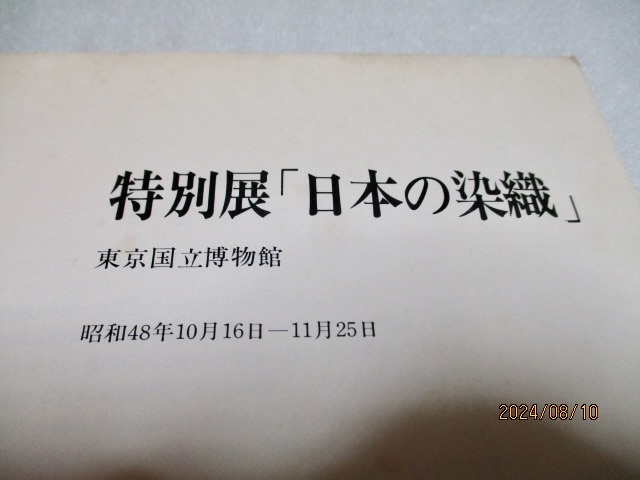 特別展「日本の染織」
東京国立博物館
昭和48年10月16日—11月25日
2024/08/10